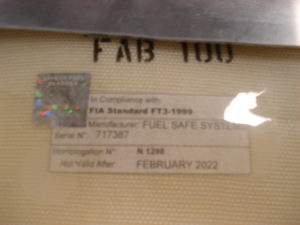 FAB 100
In Compliance with:
FIA Standard FT3-1999
Manufacturer: FUEL SAFE SYSTEM
Serial N°: 717387
Homologation N°: N 1298
Not Valid After: FEBRUARY 2022